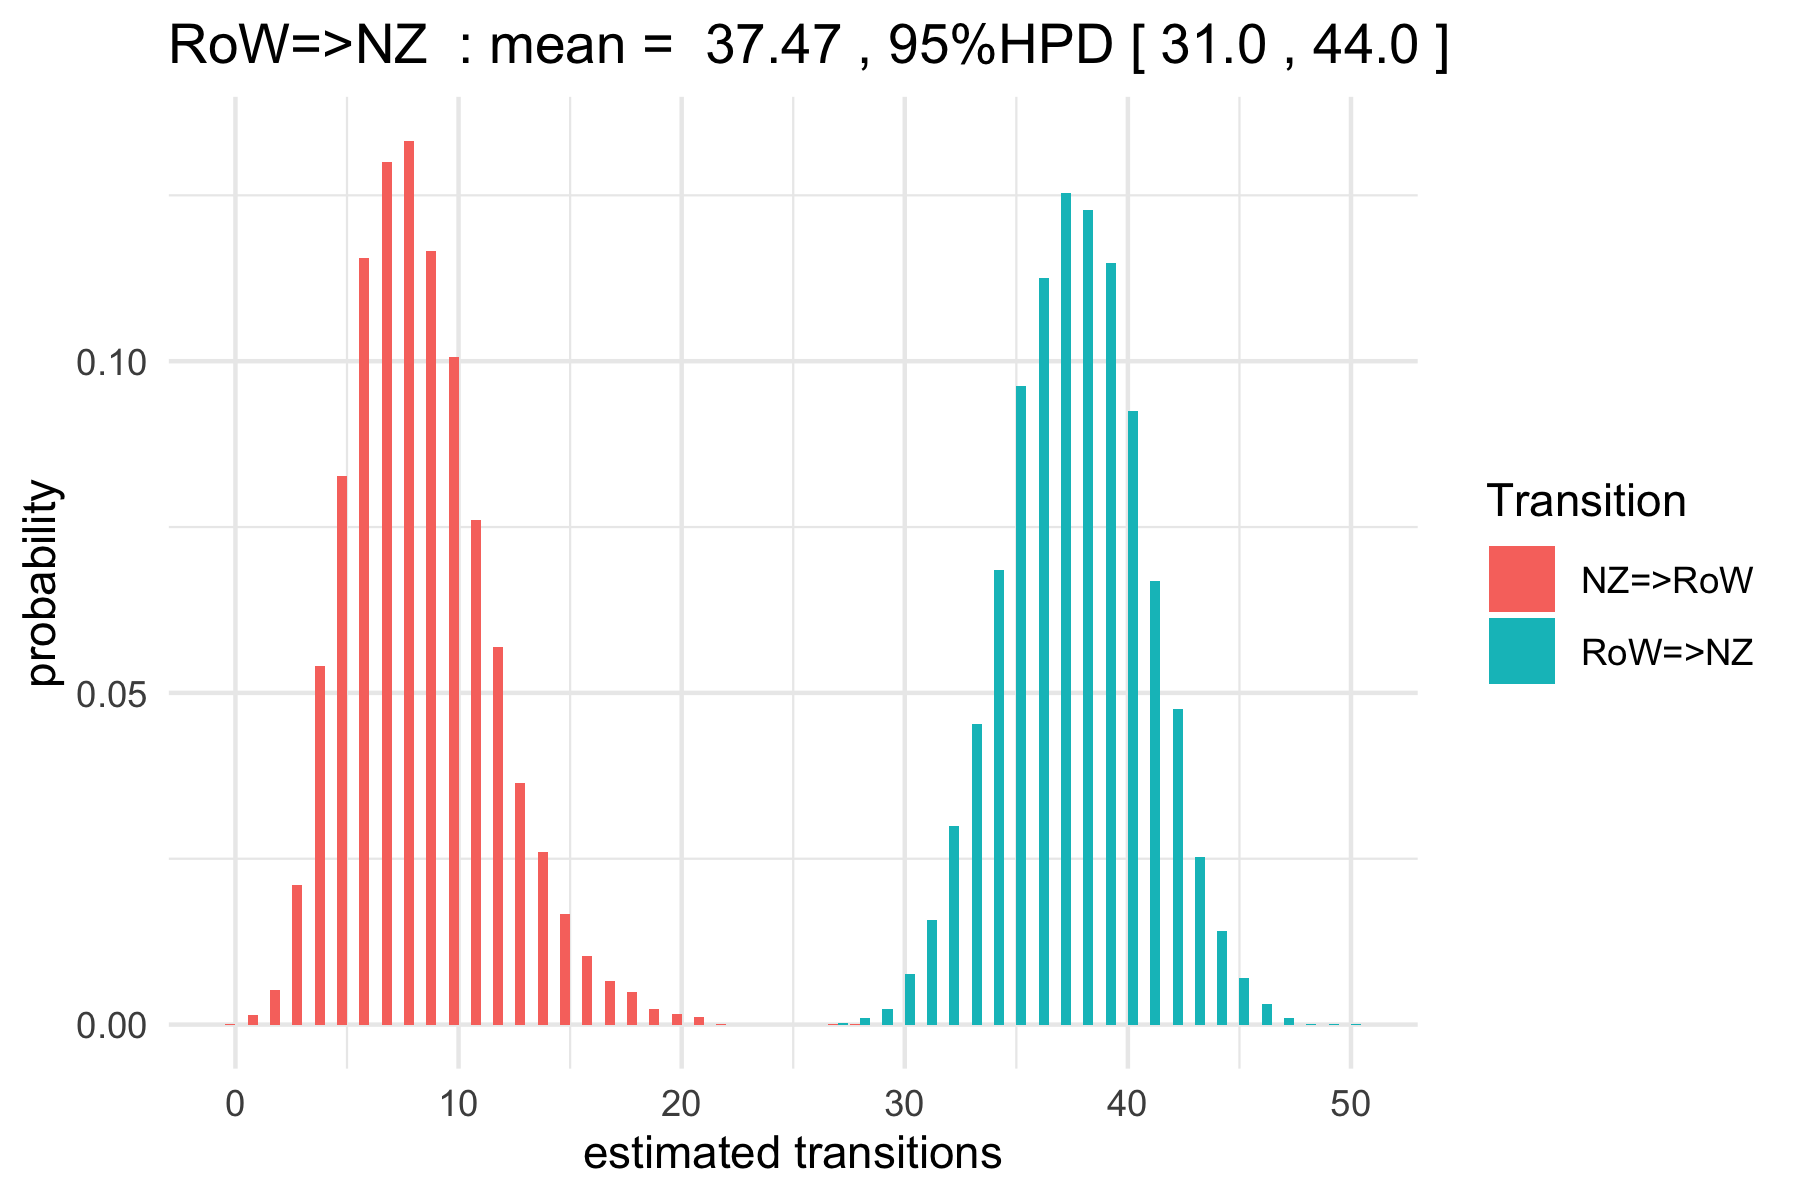 RoW=>NZ : mean = 37.47 , 95%HPD [ 31.0 , 44.0 ]
probability
0.10
0.05
0.00
0 10 20 30 40 50
estimated transitions
Transition
NZ=>RoW
RoW=>NZ